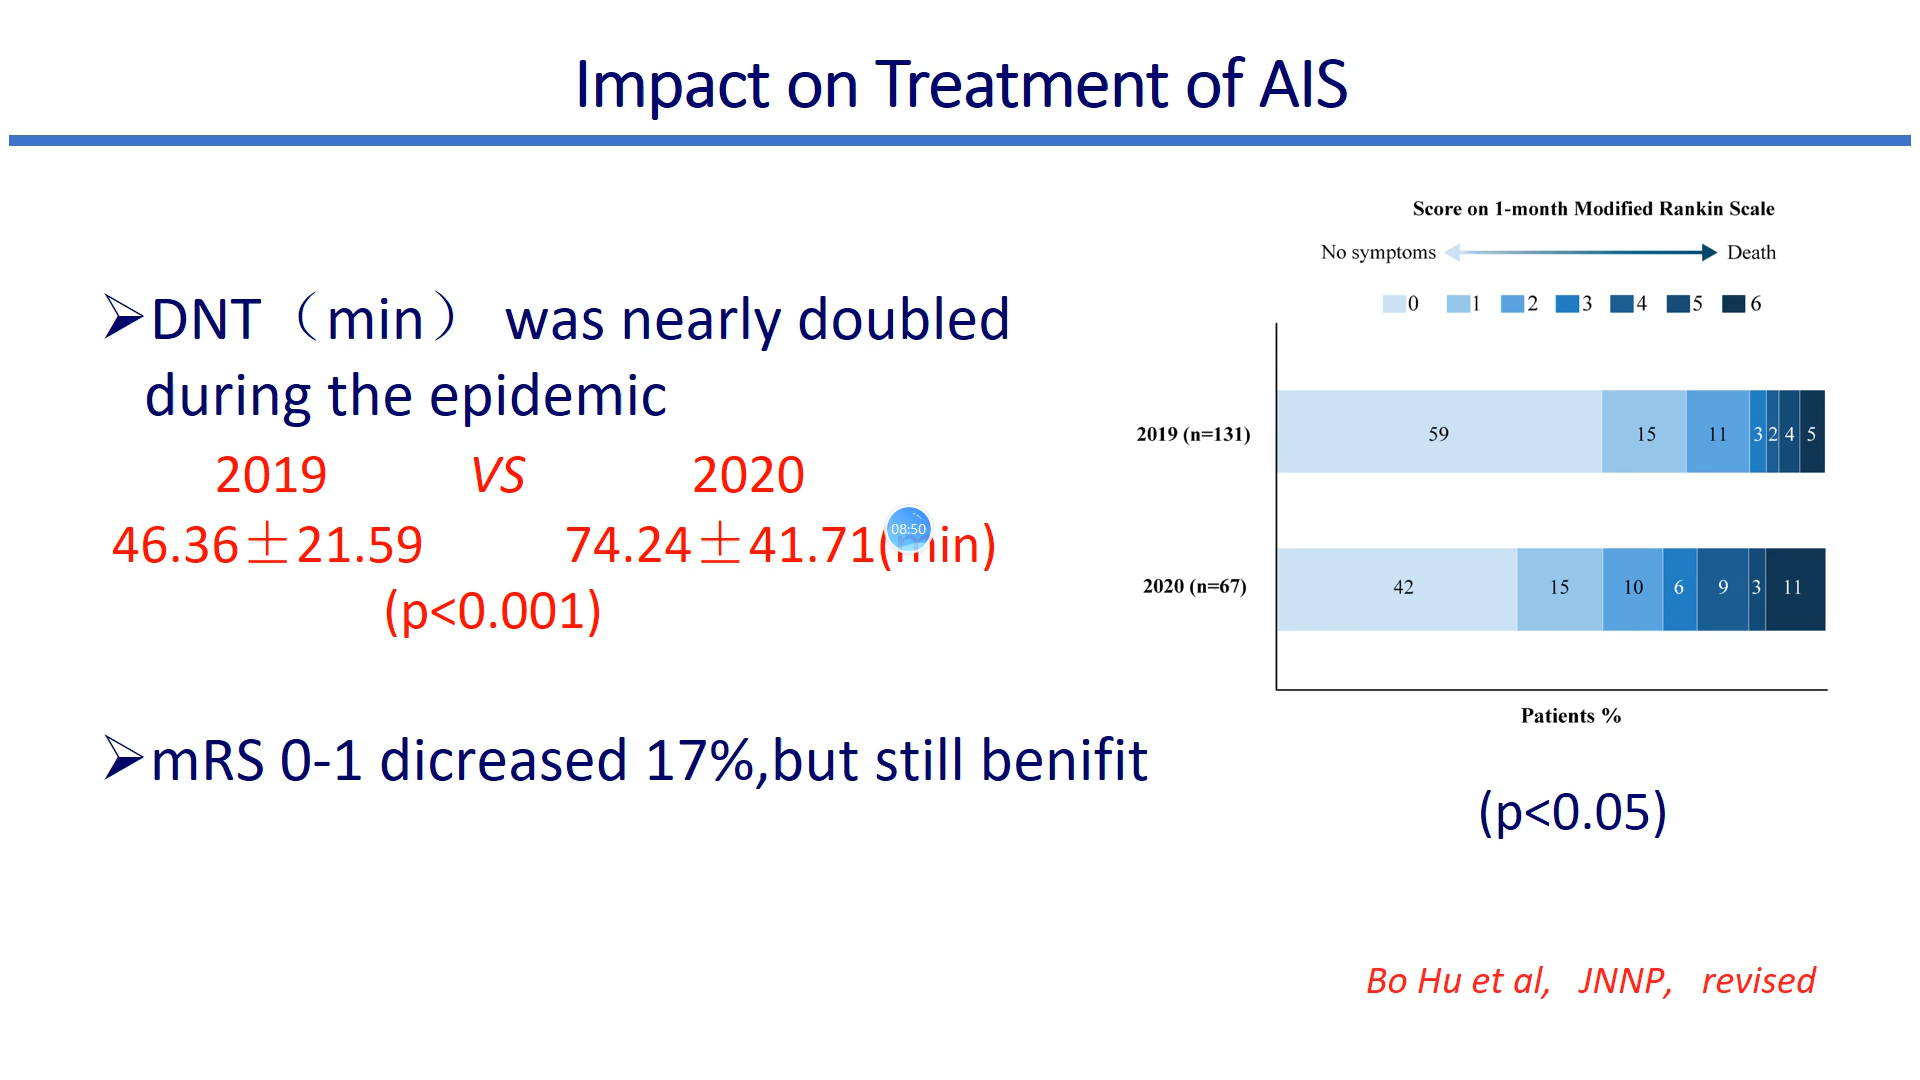 Impact on Treatment of AIS
➢DNT（min） was nearly doubled
during the epidemic
2019 VS 2020
46.36±21.59 74.24±41.71(min)
(p<0.001)
➢mRS 0-1 dicreased 17%,but still benifit
08:50
Score on 1-month Modified Rankin Scale
No symptoms Death
0 1 2 3 4 5 6
2019 (n=131) 59 15 11 3 2 4 5
2020 (n=67) 42 15 10 6 9 3 11
Patients %
(p<0.05)
Bo Hu et al, JNNP, revised